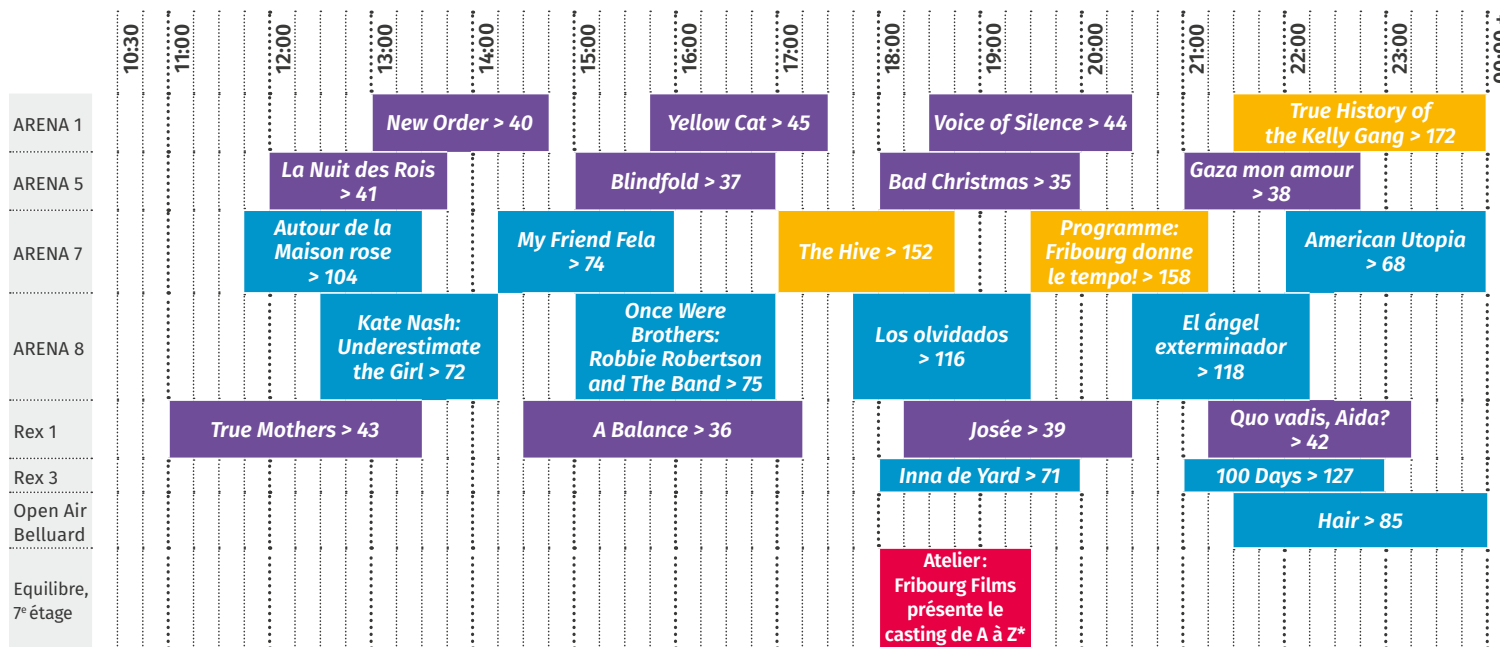 10:30
11:00
12:00
13:00
14:00
15:00
16:00
17:00
18:00
19:00
20:00
21:00
22:00
23:00
ARENA 1
New Order > 40
Yellow Cat > 45
Voice of Silence > 44
True History of
the Kelly Gang > 172
ARENA 5
La Nuit des Rois
> 41
Blindfold > 37
Bad Christmas > 35
Gaza mon amour
> 38
ARENA 7
Autour de la
Maison rose
> 104
My Friend Fela
> 74
The Hive > 152
Programme:
Fribourg donne
le tempo! > 158
American Utopia
> 68
ARENA 8
Kate Nash:
Underestimate
the Girl > 72
Once Were
Brothers:
Robbie Robertson
and The Band > 75
Los olvidados
> 116
El ángel
exterminador
> 118
Rex 1
True Mothers > 43
A Balance > 36
Josée > 39
Quo vadis, Aida?
> 42
Rex 3
Inna de Yard > 71
100 Days > 127
Open Air
Belluard
Hair > 85
Equilibre,
7e étage
Atelier:
Fribourg Films
présente le
casting de A à Z*